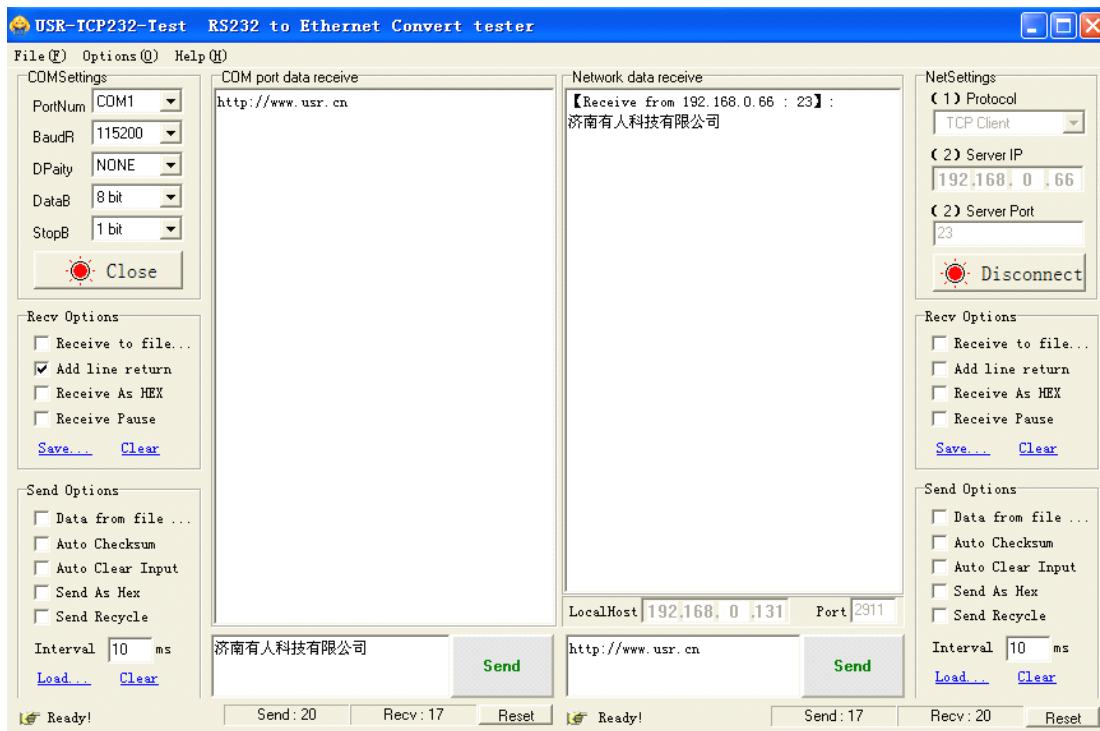 USR-TCP232-Test RS232 to Ethernet Convert tester
File(F) Options(O) Help(H)
COMSettings
PortNum COM1
BaudR 115200
DPaity NONE
DataB 8 bit
StopB 1 bit
Close
Recv Options
Receive to file...
Add line return
Receive As HEX
Receive Pause
Save... Clear
Send Options
Data from file ...
Auto Checksum
Auto Clear Input
Send As Hex
Send Recycle
Interval 10 ms
Load... Clear
COM port data receive
http://www.usr.cn
济南有人科技有限公司
Send
Network data receive
【Receive from 192.168.0.66 : 23】:
济南有人科技有限公司
LocalHost 192.168. 0 .131 Port 2911
http://www.usr.cn
Send
NetSettings
(1) Protocol
TCP Client
(2) Server IP
192.168. 0 .66
(2) Server Port
23
Disconnect
Recv Options
Receive to file...
Add line return
Receive As HEX
Receive Pause
Save... Clear
Send Options
Data from file ...
Auto Checksum
Auto Clear Input
Send As Hex
Send Recycle
Interval 10 ms
Load... Clear
Ready! Send : 20 Recv : 17 Reset
Ready! Send : 17 Recv : 20 Reset